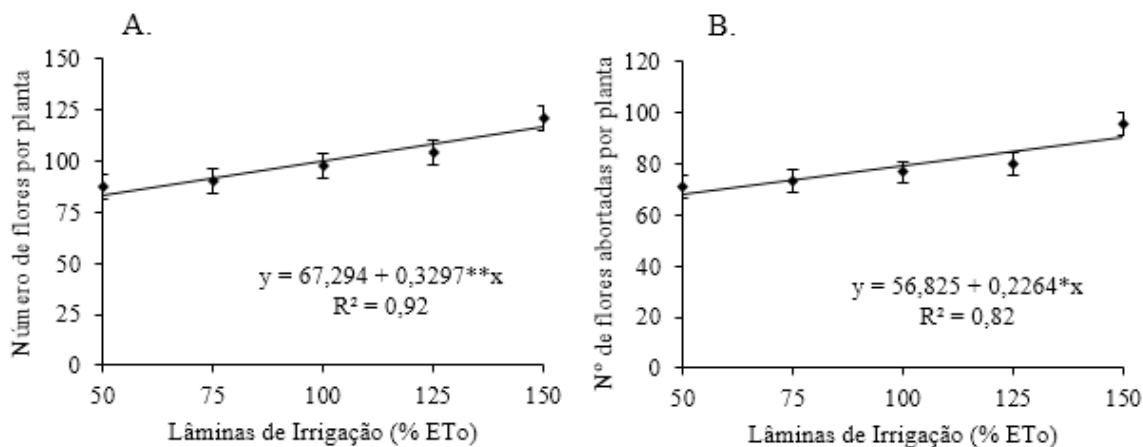 A.
Número de flores por planta
150
125
100
75
50
25
0
y = 67,294 + 0,3297**x
R² = 0,92
50 75 100 125 150
Lâminas de Irrigação (% ETo)
B.
Nº de flores abortadas por planta
120
100
80
60
40
20
0
y = 56,825 + 0,2264*x
R² = 0,82
50 75 100 125 150
Lâminas de Irrigação (% ETo)